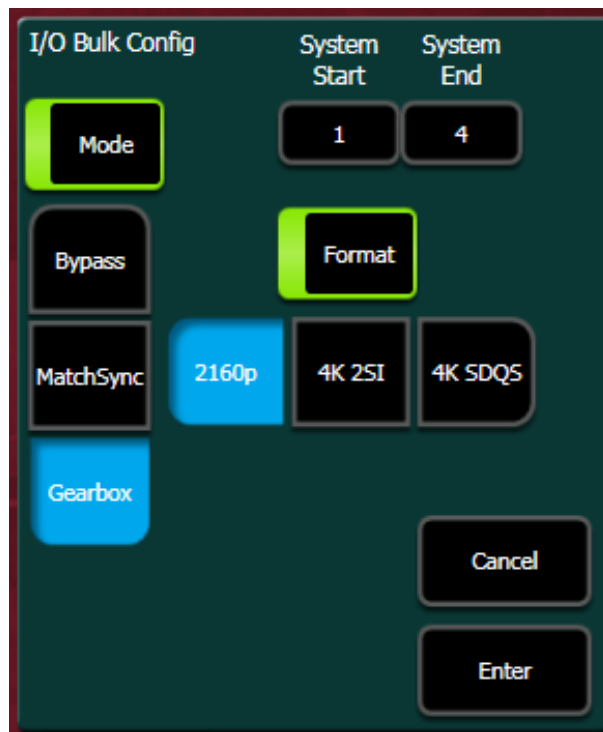 I/O Bulk Config
System Start
System End
Mode
1
4
Bypass
Format
MatchSync
2160p
4K 2SI
4K SDQS
Gearbox
Cancel
Enter